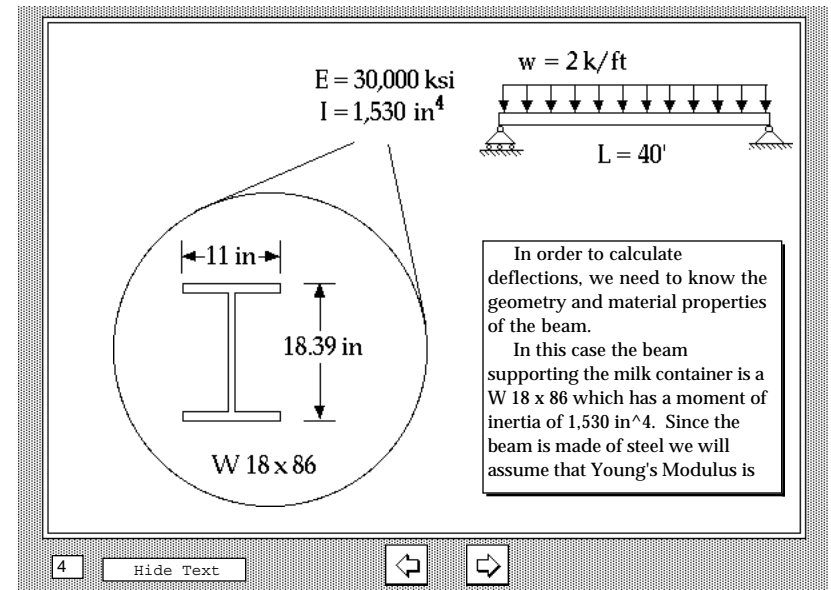 E = 30,000 ksi
I = 1,530 in^4
w = 2 k/ft
L = 40'
11 in
18.39 in
W 18 x 86
In order to calculate
deflections, we need to know the
geometry and material properties
of the beam.
In this case the beam
supporting the milk container is a
W 18 x 86 which has a moment of
inertia of 1,530 in^4. Since the
beam is made of steel we will
assume that Young's Modulus is
4
Hide Text